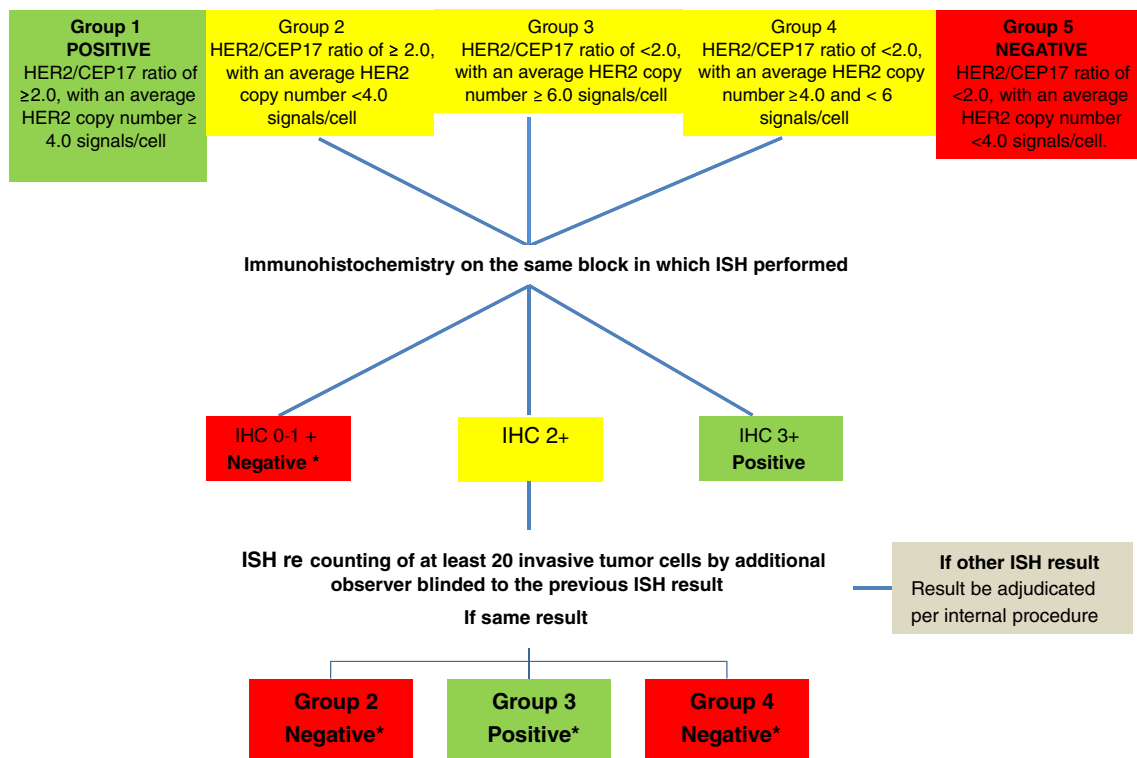 Group 1
POSITIVE
HER2/CEP17 ratio of
≥2.0, with an average
HER2 copy number ≥
4.0 signals/cell
Group 2
HER2/CEP17 ratio of ≥ 2.0,
with an average HER2
copy number <4.0
signals/cell
Group 3
HER2/CEP17 ratio of <2.0,
with an average HER2 copy
number ≥ 6.0 signals/cell
Group 4
HER2/CEP17 ratio of <2.0,
with an average HER2 copy
number ≥4.0 and < 6
signals/cell
Group 5
NEGATIVE
HER2/CEP17 ratio of
<2.0, with an average
HER2 copy number
<4.0 signals/cell.
Immunohistochemistry on the same block in which ISH performed
IHC 0-1 +
Negative *
IHC 2+
IHC 3+
Positive
ISH re counting of at least 20 invasive tumor cells by additional
observer blinded to the previous ISH result
If same result
If other ISH result
Result be adjudicated
per internal procedure
Group 2
Negative*
Group 3
Positive*
Group 4
Negative*